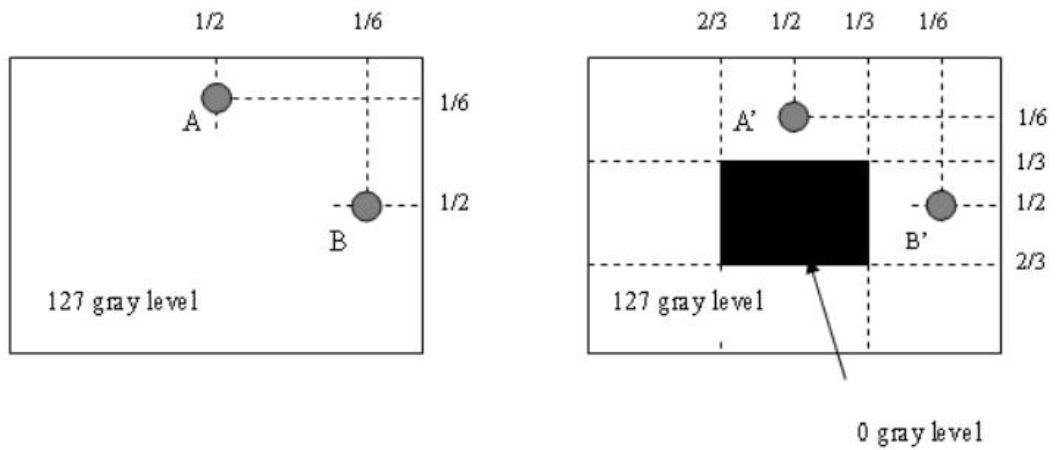 1/2 1/6
1/6
A
1/2
B
127 gray level
2/3 1/2 1/3 1/6
A’
1/6
1/3
1/2
B’
2/3
127 gray level
0 gray level